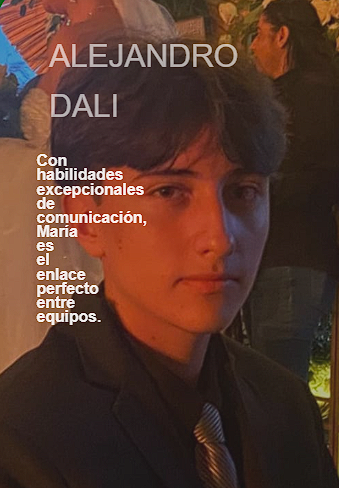 ALEJANDRO
DALI
Con
habilidades
excepcionales
de
comunicación,
María
es
el
enlace
perfecto
entre
equipos.